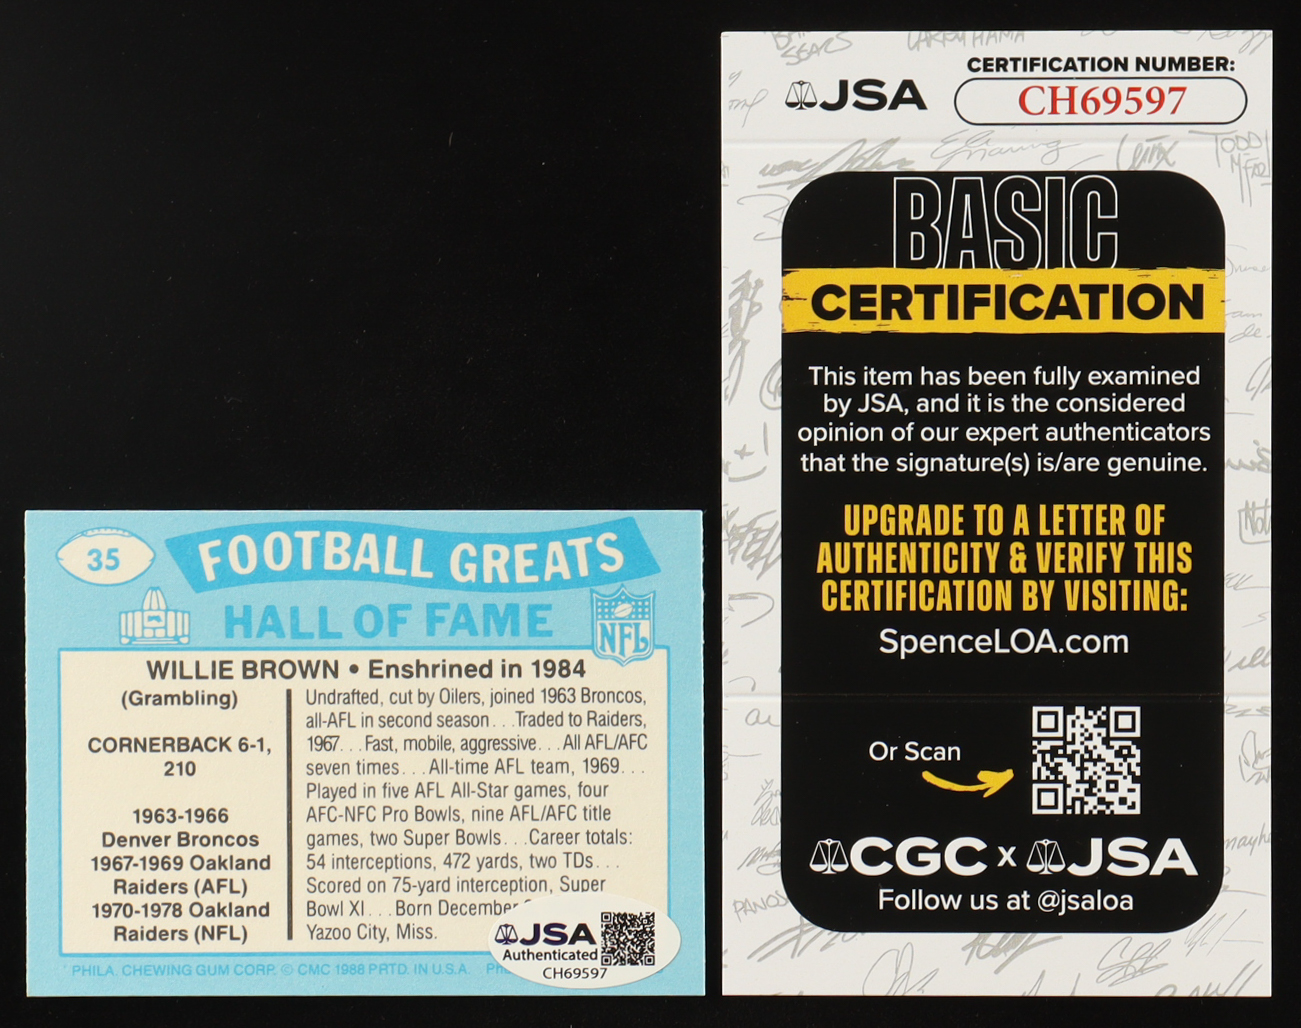 35
FOOTBALL GREATS
HALL OF FAME
NFL
WILLIE BROWN • Enshrined in 1984
(Grambling)
CORNERBACK 6-1,
210
1963-1966
Denver Broncos
1967-1969 Oakland
Raiders (AFL)
1970-1978 Oakland
Raiders (NFL)
Undrafted, cut by Oilers, joined 1963 Broncos,
all-AFL in second season. . .Traded to Raiders,
1967. . .Fast, mobile, aggressive. . .All AFL/AFC
seven times. . .All-time AFL team, 1969. . .
Played in five AFL All-Star games, four
AFC-NFC Pro Bowls, nine AFL/AFC title
games, two Super Bowls. . .Career totals:
54 interceptions, 472 yards, two TDs. . .
Scored on 75-yard interception, Super
Bowl XI. . .Born December
Yazoo City, Miss.
JSA
Authenticated
CH69597
PHILA. CHEWING GUM CORP. © CMC 1988 PRTD. IN U.S.A.
JSA
CERTIFICATION NUMBER:
CH69597
BASIC
CERTIFICATION
This item has been fully examined
by JSA, and it is the considered
opinion of our expert authenticators
that the signature(s) is/are genuine.
UPGRADE TO A LETTER OF
AUTHENTICITY & VERIFY THIS
CERTIFICATION BY VISITING:
SpenceLOA.com
Or Scan
CGC x JSA
Follow us at @jsaloa